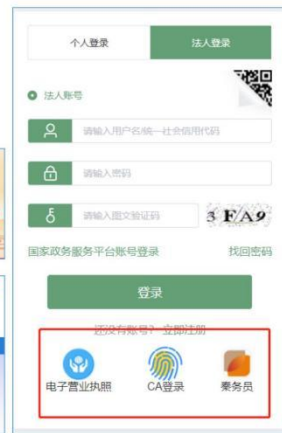 个人登录
法人登录
法人账号
请输入用户名/统一社会信用代码
请输入密码
请输入图文验证码
3 FA9
国家政务服务平台账号登录
找回密码
登录
还没有账号？ 立即注册
电子营业执照
CA登录
秦务员